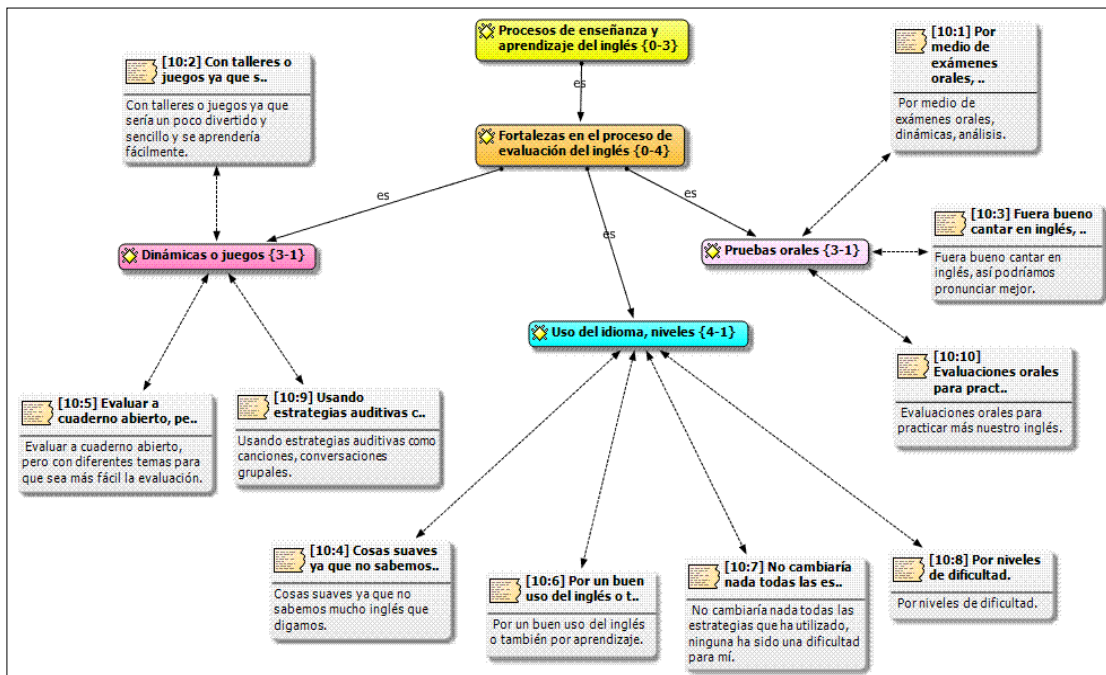 Procesos de enseñanza y
aprendizaje del inglés {0-3}
es
Fortalezas en el proceso de
evaluación del inglés {0-4}
es
es
es
[10:2] Con talleres o
juegos ya que s..
Con talleres o juegos ya que
sería un poco divertido y
sencillo y se aprendería
fácilmente.
[10:1] Por
medio de
exámenes
orales, ..
Por medio de
exámenes orales,
dinámicas, análisis.
Dinámicas o juegos {3-1}
Pruebas orales {3-1}
[10:3] Fuera bueno
cantar en inglés, ..
Fuera bueno cantar en
inglés, así podríamos
pronunciar mejor.
Uso del idioma, niveles {4-1}
[10:10]
Evaluaciones orales
para pract..
Evaluaciones orales para
practicar más nuestro inglés.
[10:5] Evaluar a
cuaderno abierto, pe..
Evaluar a cuaderno abierto,
pero con diferentes temas para
que sea más fácil la evaluación.
[10:9] Usando
estrategias auditivas c..
Usando estrategias auditivas como
canciones, conversaciones
grupales.
[10:4] Cosas suaves
ya que no sabemos..
Cosas suaves ya que no
sabemos mucho inglés que
digamos.
[10:6] Por un buen
uso del inglés o t..
Por un buen uso del inglés
o también por aprendizaje.
[10:7] No cambiaría
nada todas las es..
No cambiaría nada todas las
estrategias que ha utilizado,
ninguna ha sido una dificultad
para mí.
[10:8] Por niveles
de dificultad.
Por niveles de dificultad.